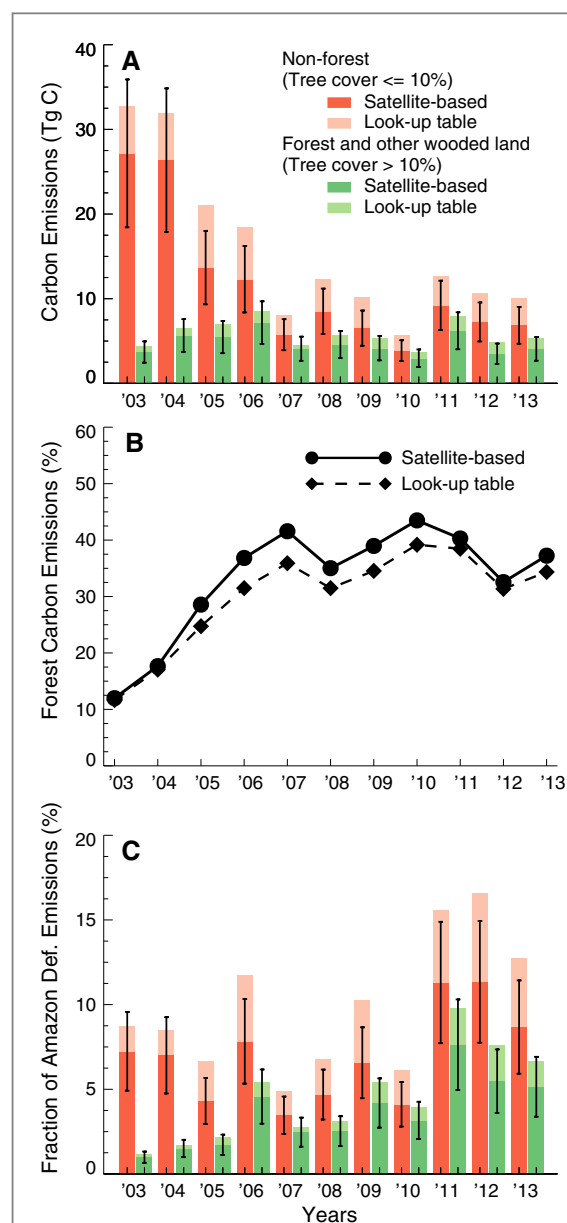 A
Carbon Emissions (Tg C)
40
30
20
10
0
Non-forest
(Tree cover <= 10%)
Satellite-based
Look-up table
Forest and other wooded land
(Tree cover > 10%)
Satellite-based
Look-up table
'03 '04 '05 '06 '07 '08 '09 '10 '11 '12 '13
B
Forest Carbon Emissions (%)
60
50
40
30
20
10
0
Satellite-based
Look-up table
'03 '04 '05 '06 '07 '08 '09 '10 '11 '12 '13
C
Fraction of Amazon Def. Emissions (%)
20
15
10
5
0
'03 '04 '05 '06 '07 '08 '09 '10 '11 '12 '13
Years